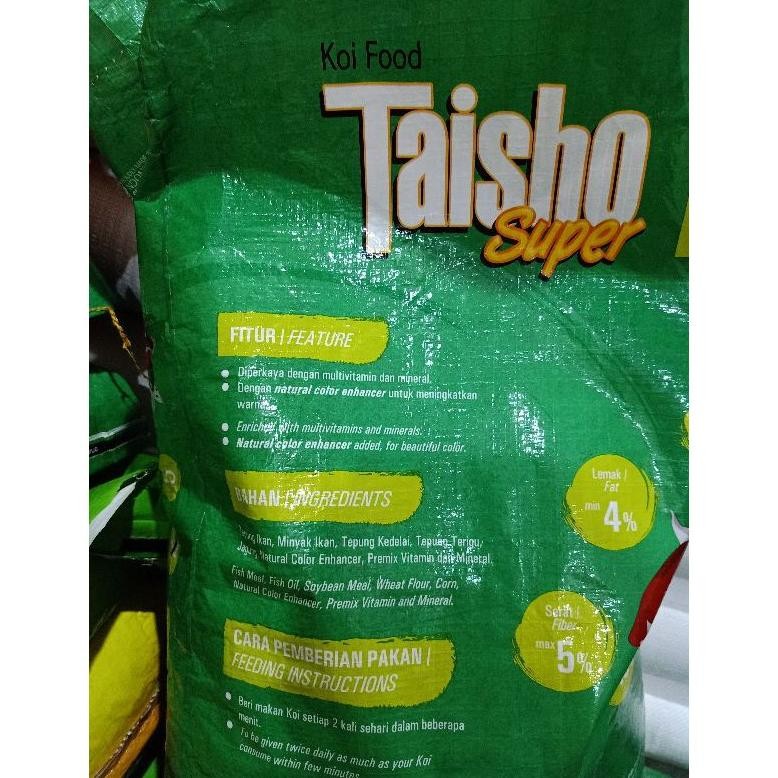 Koi Food
Taisho
Super
FITUR | FEATURE
Diperkaya dengan multivitamin dan mineral.
Dengan natural color enhancer untuk meningkatkan
Enriched with multivitamins and minerals.
Natural color enhancer added, for beautiful color.
BAHAN | INGREDIENTS
Ikan, Minyak Ikan, Tepung Kedelai, Tepung Terigu,
Jagung, Natural Color Enhancer, Premix Vitamin dan Mineral.
Fish Meal, Fish Oil, Soybean Meal, Wheat Flour, Corn,
Natural Color Enhancer, Premix Vitamin and Mineral.
Lemak |
Fat
min 4%
Serat |
Fiber
max 5%
CARA PEMBERIAN PAKAN |
FEEDING INSTRUCTIONS
Beri makan Koi setiap 2 kali sehari dalam beberapa
menit.
To be given twice daily as much as your Koi
consume within few minutes